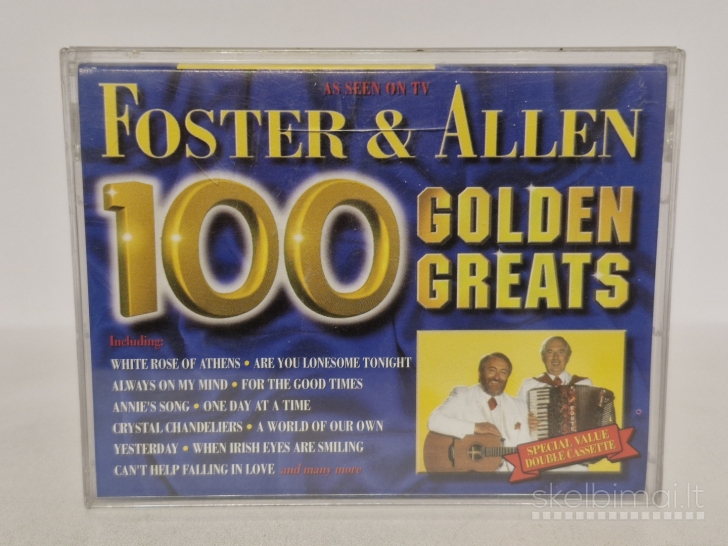 AS SEEN ON TV
FOSTER & ALLEN
100 GOLDEN
GREATS
Including:
WHITE ROSE OF ATHENS • ARE YOU LONESOME TONIGHT
ALWAYS ON MY MIND • FOR THE GOOD TIMES
ANNIE'S SONG • ONE DAY AT A TIME
CRYSTAL CHANDELIERS • A WORLD OF OUR OWN
YESTERDAY • WHEN IRISH EYES ARE SMILING
CAN'T HELP FALLING IN LOVE and many more
SPECIAL VALUE
DOUBLE CASSETTE
skelbimai.lt